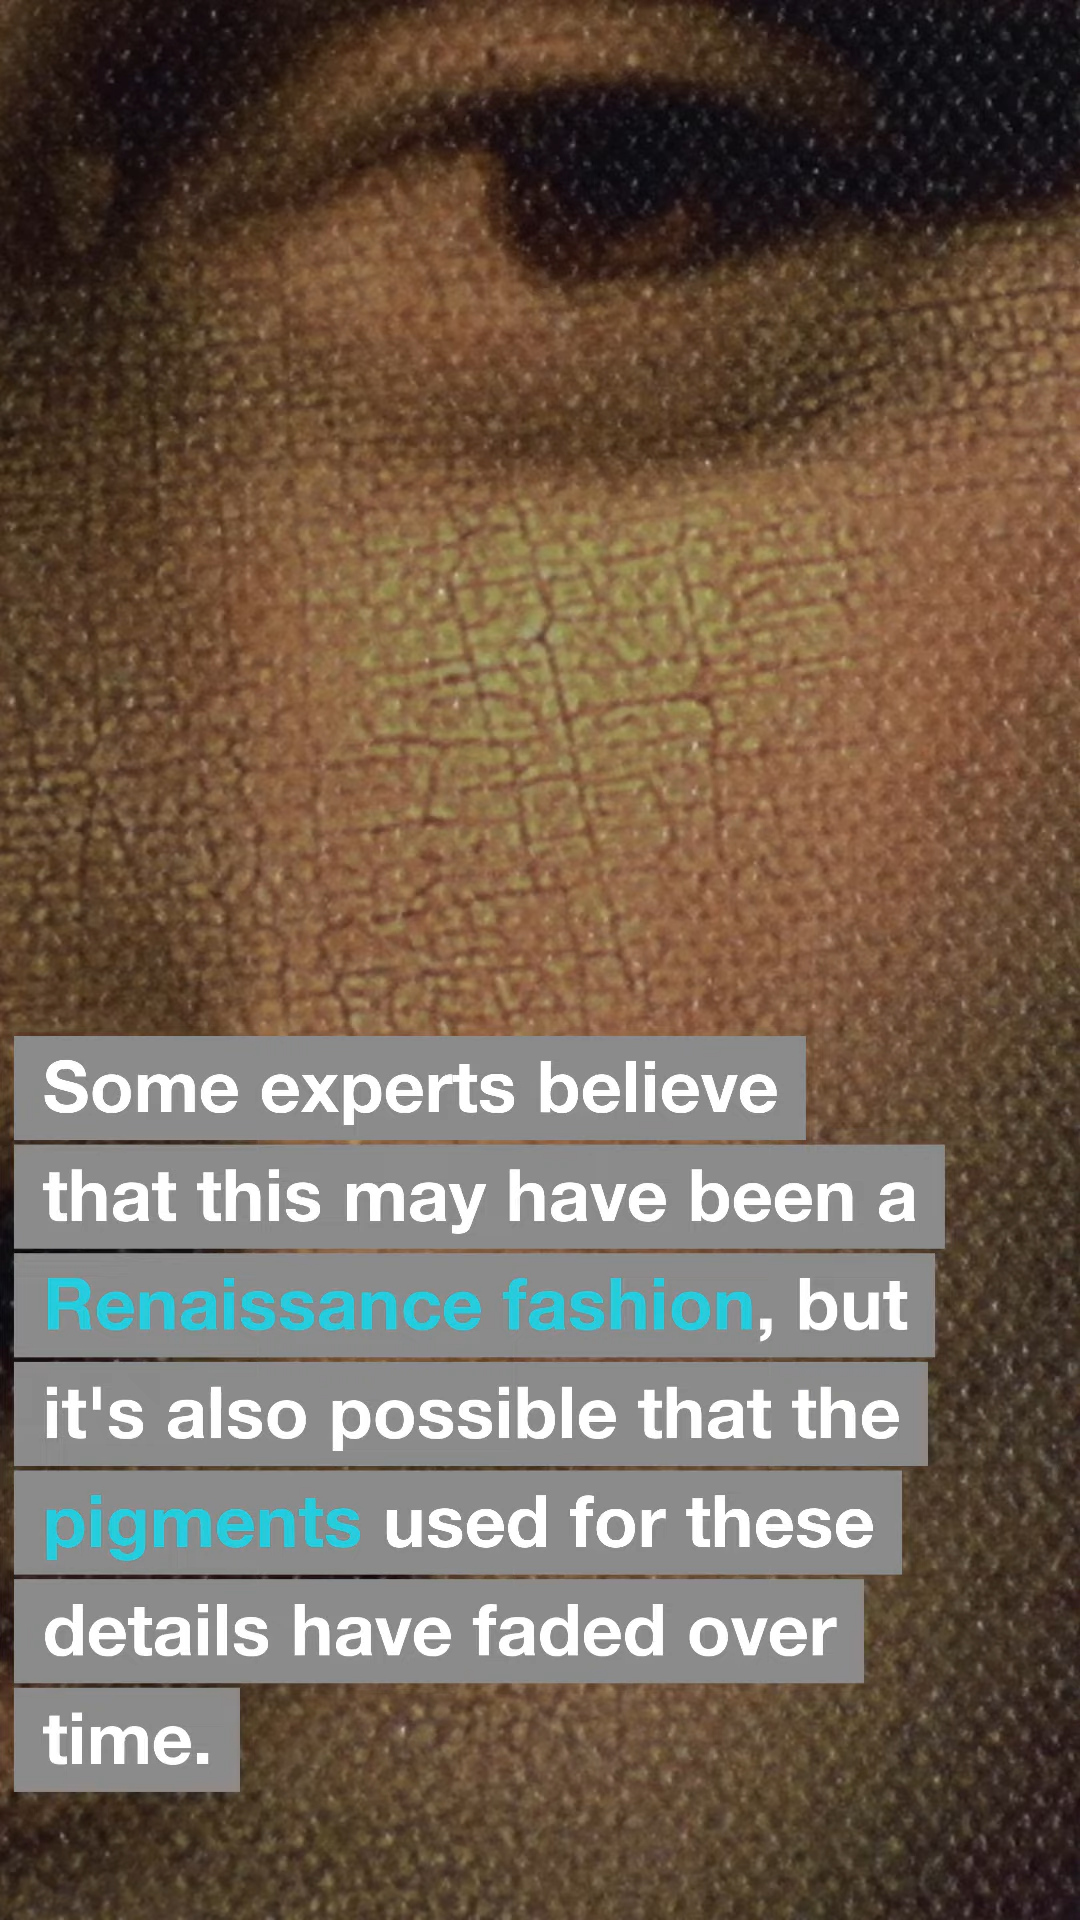 Some experts believe
that this may have been a
Renaissance fashion, but
it's also possible that the
pigments used for these
details have faded over
time.